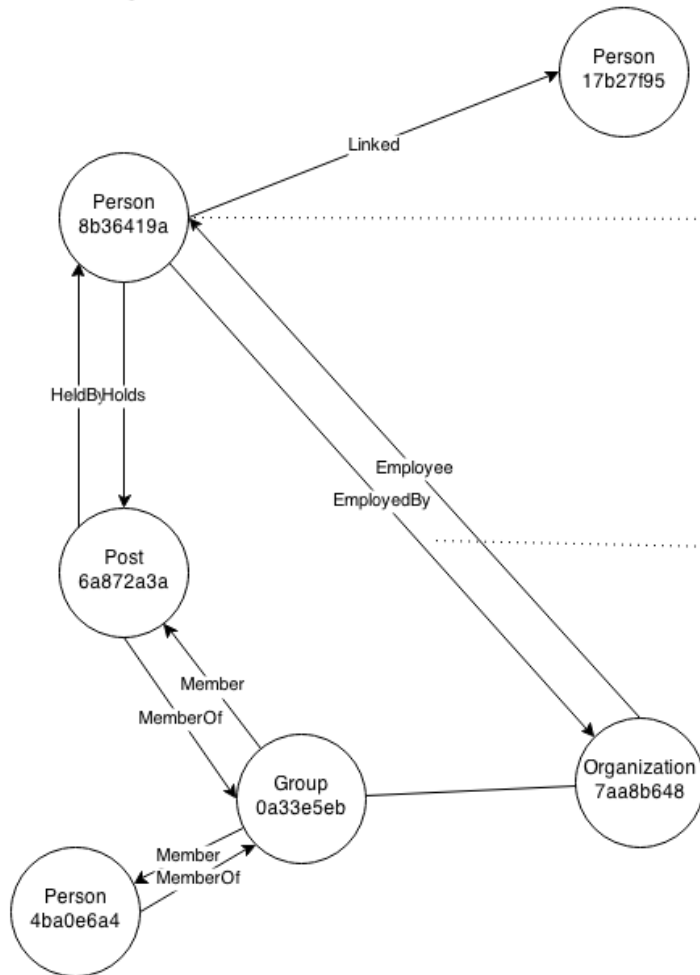 Person
17b27f95
Linked
Person
8b36419a
HeldBy
Holds
Employee
EmployedBy
Post
6a872a3a
Member
MemberOf
Organization
7aa8b648
Group
0a33e5eb
Member
MemberOf
Person
4ba0e6a4